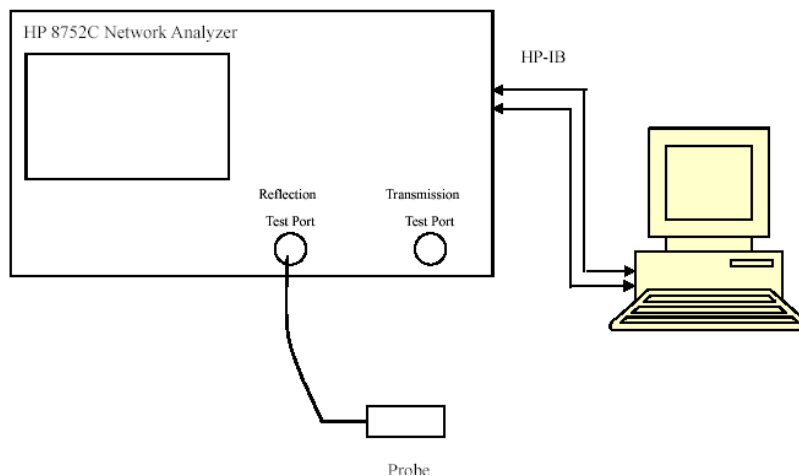 HP 8752C Network Analyzer
HP-IB
Reflection
Test Port
Transmission
Test Port
Probe